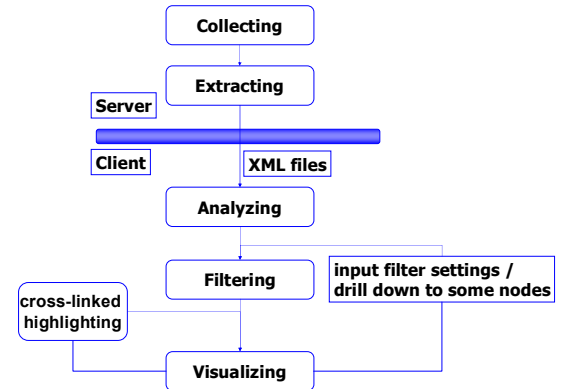 Collecting
Extracting
Server
Client
XML files
Analyzing
Filtering
input filter settings /
drill down to some nodes
cross-linked
highlighting
Visualizing